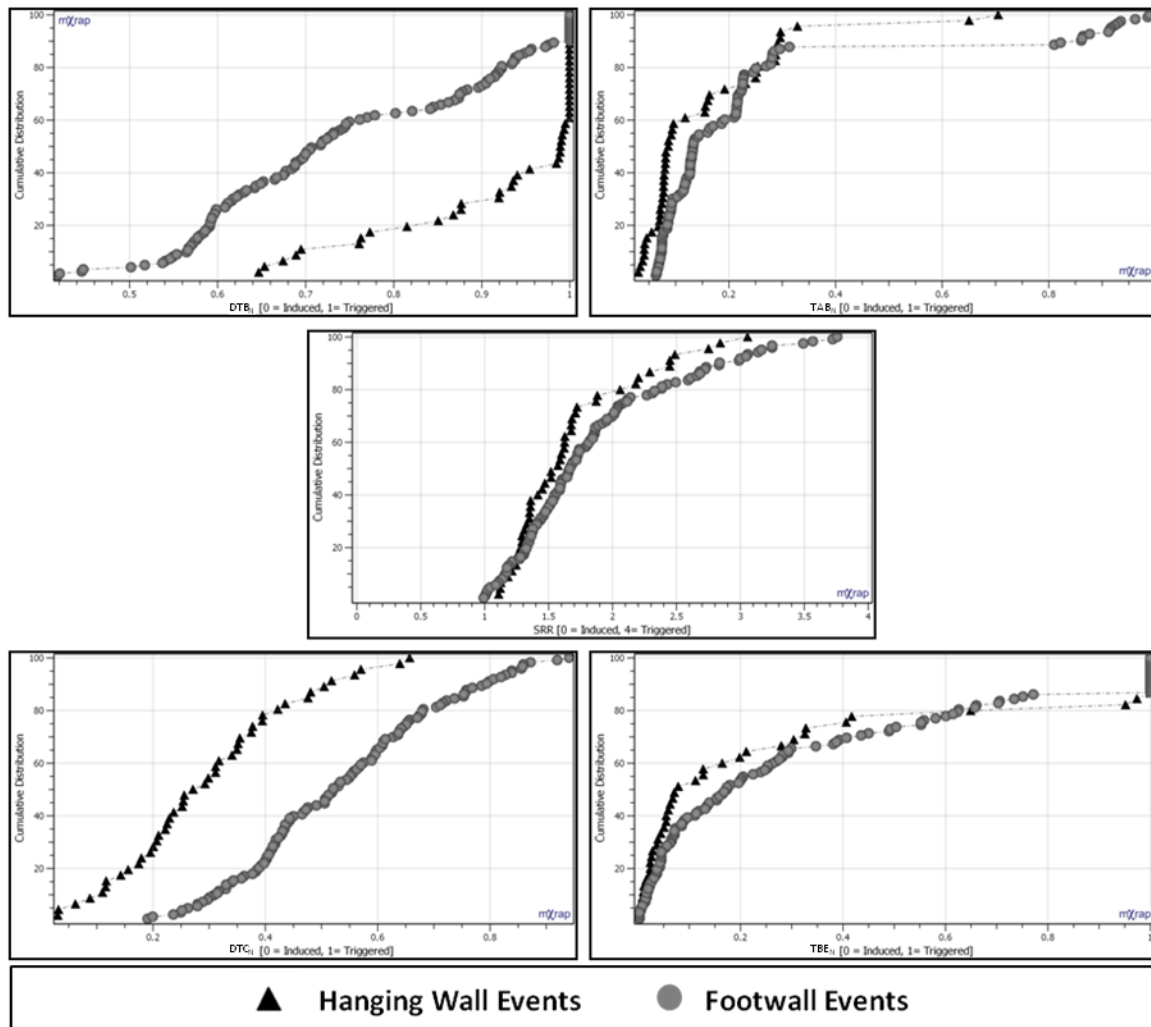 mXrap
100
80
60
40
20
Cumulative Distribution
0.5 0.6 0.7 0.8 0.9 1
DTBN [0 = Induced, 1= Triggered]
100
80
60
40
20
Cumulative Distribution
mXrap
0.2 0.4 0.6 0.8 1
TABN [0 = Induced, 1= Triggered]
100
80
60
40
20
Cumulative Distribution
mXrap
0 0.5 1 1.5 2 2.5 3 3.5 4
SRR [0 = Induced, 4= Triggered]
100
80
60
40
20
Cumulative Distribution
mXrap
0.2 0.4 0.6 0.8
DTCN [0 = Induced, 1= Triggered]
100
80
60
40
20
Cumulative Distribution
mXrap
0.2 0.4 0.6 0.8 1
TBEN [0 = Induced, 1= Triggered]
Hanging Wall Events Footwall Events